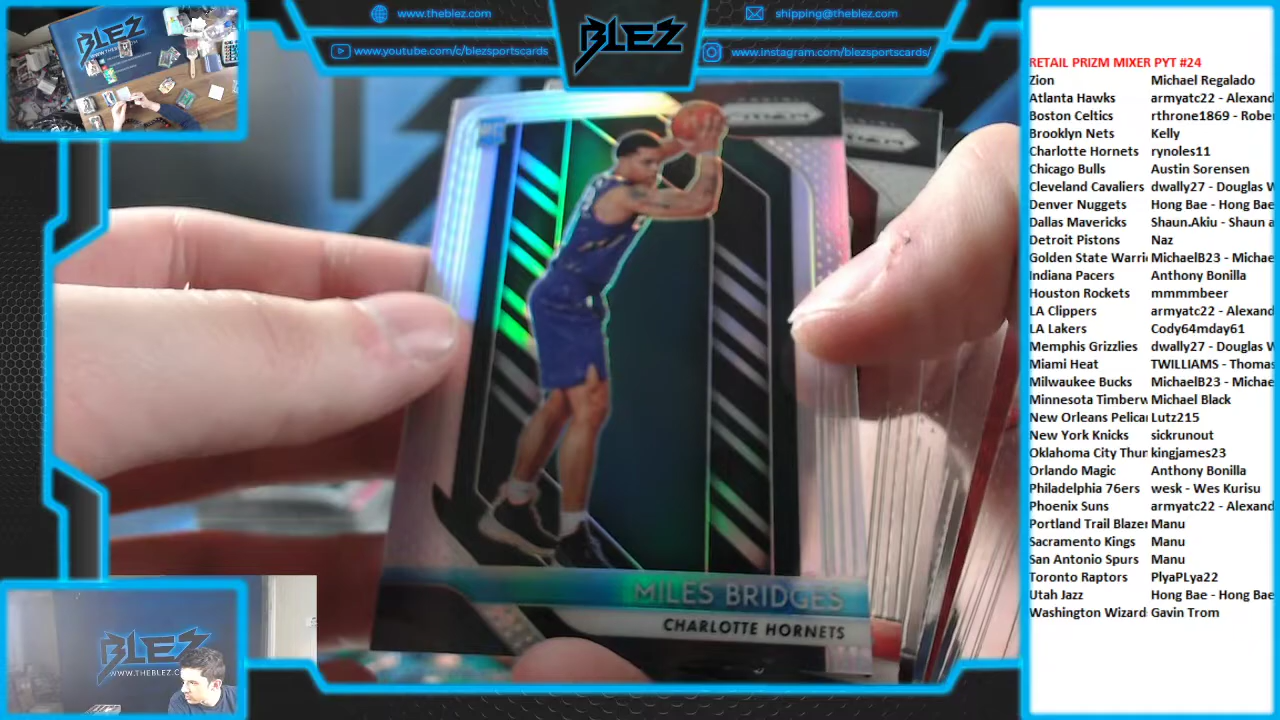 www.theblez.com
shipping@theblez.com
www.youtube.com/c/blezsportscards
www.instagram.com/blezsportscards/
BLEZ
BLEZ
RC
MILES BRIDGES
CHARLOTTE HORNETS
BLEZ
RETAIL PRIZM MIXER PYT #24
Zion Michael Regalado
Atlanta Hawks armyatc22 - Alexand
Boston Celtics rthrone1869 - Rober
Brooklyn Nets Kelly
Charlotte Hornets rynoles11
Chicago Bulls Austin Sorensen
Cleveland Cavaliers dwally27 - Douglas W
Denver Nuggets Hong Bae - Hong Bae
Dallas Mavericks Shaun.Akiu - Shaun a
Detroit Pistons Naz
Golden State Warri MichaelB23 - Michae
Indiana Pacers Anthony Bonilla
Houston Rockets mmmmbeer
LA Clippers armyatc22 - Alexand
LA Lakers Cody64mday61
Memphis Grizzlies dwally27 - Douglas W
Miami Heat TWILLIAMS - Thomas
Milwaukee Bucks MichaelB23 - Michae
Minnesota Timberw Michael Black
New Orleans Pelica Lutz215
New York Knicks sickrunout
Oklahoma City Thun kingjames23
Orlando Magic Anthony Bonilla
Philadelphia 76ers wesk - Wes Kurisu
Phoenix Suns armyatc22 - Alexand
Portland Trail Blazer Manu
Sacramento Kings Manu
San Antonio Spurs Manu
Toronto Raptors PlyaPLya22
Utah Jazz Hong Bae - Hong Bae
Washington Wizard Gavin Trom